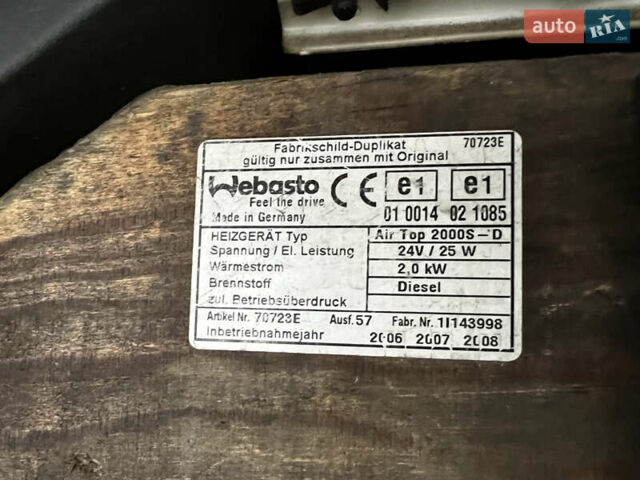 auto RIA .com
Fabrikschild-Duplikat 70723E
gültig nur zusammen mit Original
Webasto CE e1 e1
Feel the drive
Made in Germany 01 0014 02 1085
HEIZGERÄT Typ Air Top 2000S-D
Spannung / El. Leistung 24V / 25 W
Wärmestrom 2,0 kW
Brennstoff Diesel
zul. Betriebsüberdruck
Artikel Nr. 70723E Ausf. 57 Fabr. Nr. 1I143998
Inbetriebnahmejahr 2006 2007 2008